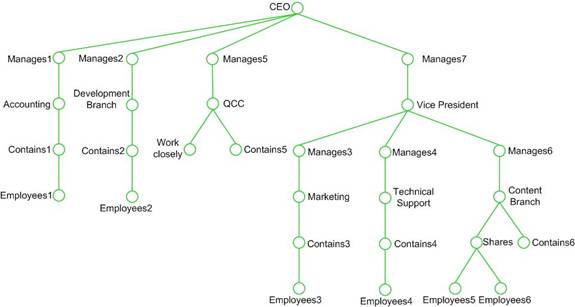 CEO
Manages1
Manages2
Manages5
Manages7
Accounting
Development
Branch
QCC
Vice President
Contains1
Contains2
Work
closely
Contains5
Manages3
Manages4
Manages6
Employees1
Employees2
Marketing
Technical
Support
Content
Branch
Contains3
Contains4
Shares
Contains6
Employees3
Employees4
Employees5
Employees6